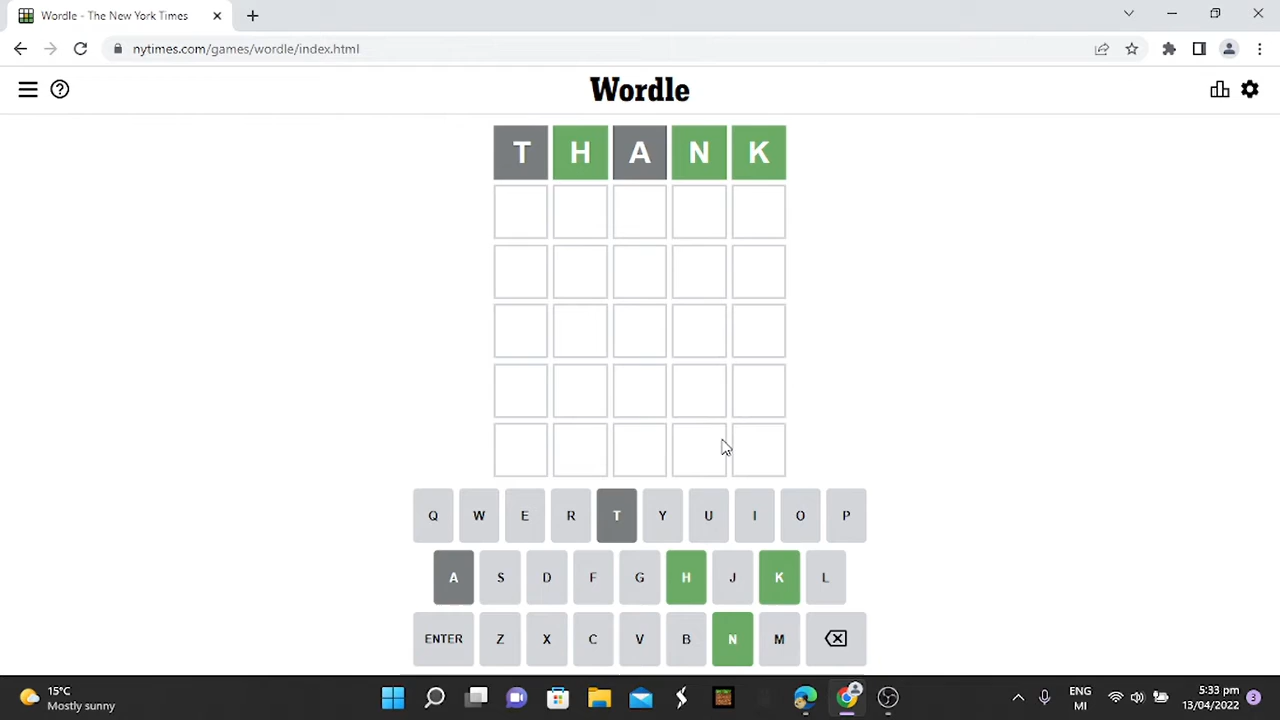 Wordle - The New York Times
nytimes.com/games/wordle/index.html
Wordle
T H A N K
Q W E R T Y U I O P
A S D F G H J K L
ENTER Z X C V B N M
15°C
Mostly sunny
ENG
MI
5:33 pm
13/04/2022
3